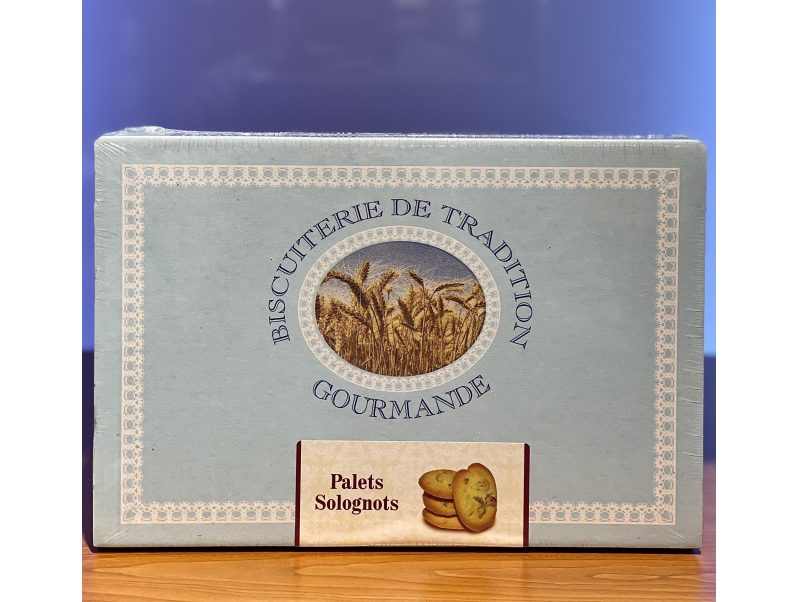 BISCUITERIE DE TRADITION
GOURMANDE
Palets
Solognots